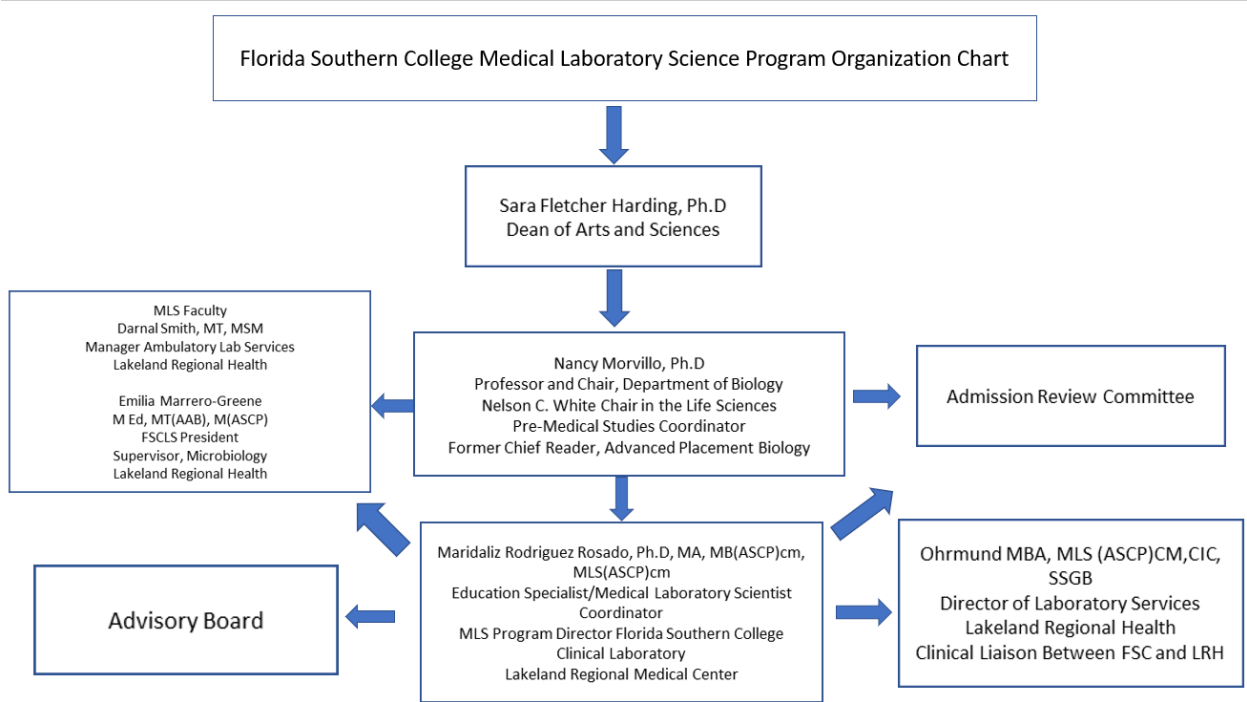 Florida Southern College Medical Laboratory Science Program Organization Chart
Sara Fletcher Harding, Ph.D
Dean of Arts and Sciences
MLS Faculty
Darnal Smith, MT, MSM
Manager Ambulatory Lab Services
Lakeland Regional Health
Emilia Marrero-Greene
M Ed, MT(AAB), M(ASCP)
FSCLS President
Supervisor, Microbiology
Lakeland Regional Health
Nancy Morvillo, Ph.D
Professor and Chair, Department of Biology
Nelson C. White Chair in the Life Sciences
Pre-Medical Studies Coordinator
Former Chief Reader, Advanced Placement Biology
Admission Review Committee
Advisory Board
Maridaliz Rodriguez Rosado, Ph.D, MA, MB(ASCP)cm,
MLS(ASCP)cm
Education Specialist/Medical Laboratory Scientist
Coordinator
MLS Program Director Florida Southern College
Clinical Laboratory
Lakeland Regional Medical Center
Ohrmund MBA, MLS (ASCP)CM,CIC,
SSGB
Director of Laboratory Services
Lakeland Regional Health
Clinical Liaison Between FSC and LRH